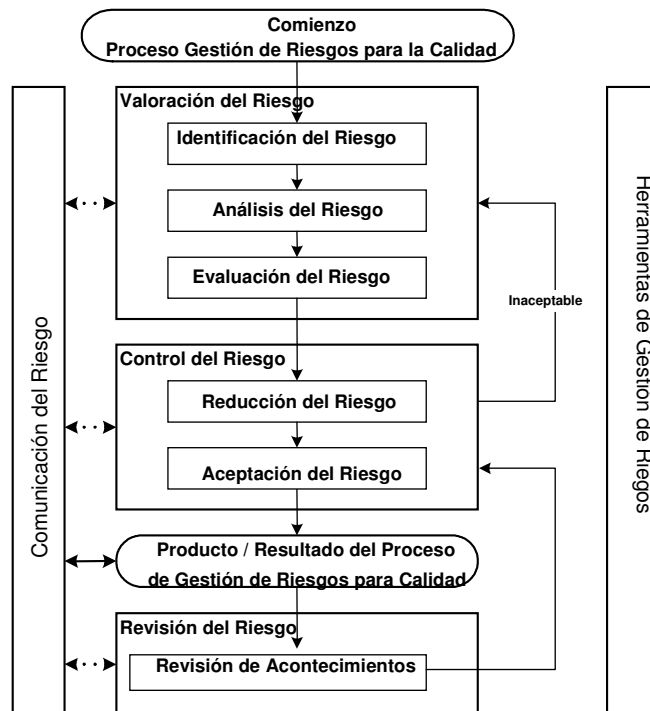 Comienzo
Proceso Gestión de Riesgos para la Calidad
Valoración del Riesgo
Identificación del Riesgo
Análisis del Riesgo
Evaluación del Riesgo
Inaceptable
Control del Riesgo
Reducción del Riesgo
Aceptación del Riesgo
Producto / Resultado del Proceso
de Gestión de Riesgos para Calidad
Revisión del Riesgo
Revisión de Acontecimientos
Comunicación del Riesgo
Herramientas de Gestion de Riegos